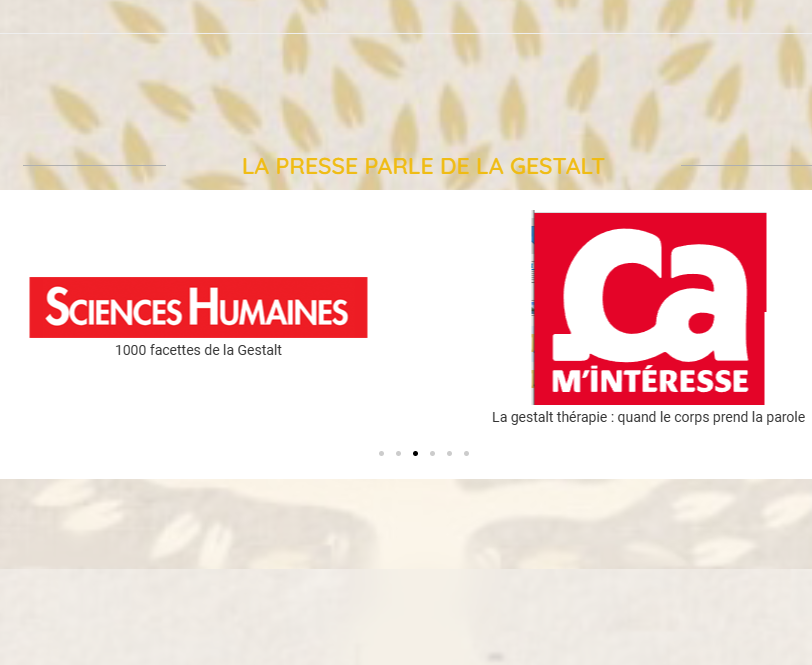 LA PRESSE PARLE DE LA GESTALT
SCIENCES HUMAINES
1000 facettes de la Gestalt
Ça
M'INTÉRESSE
La gestalt thérapie : quand le corps prend la parole